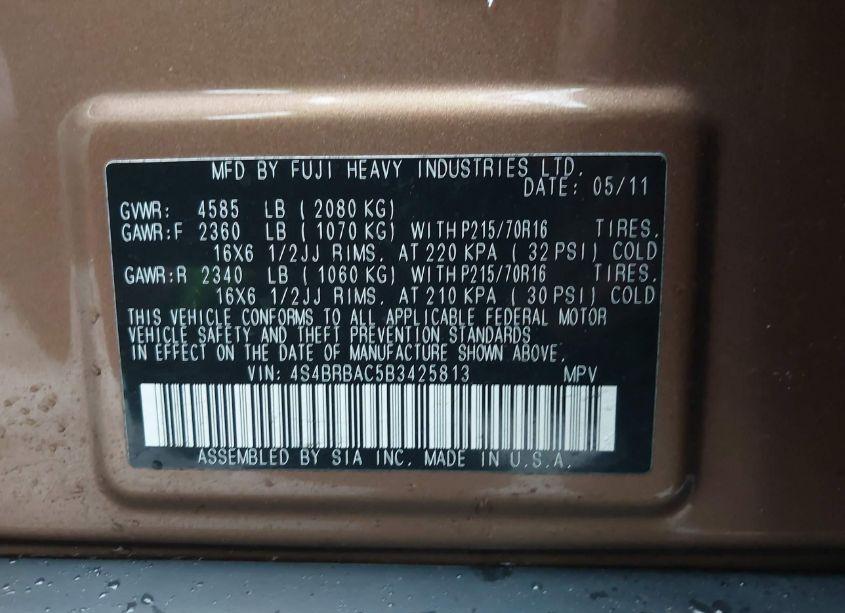 MFD BY FUJI HEAVY INDUSTRIES LTD.
DATE: 05/11
GVWR: 4585 LB ( 2080 KG)
GAWR:F 2360 LB ( 1070 KG) WITH P215/70R16 TIRES.
16X6 1/2JJ RIMS. AT 220 KPA ( 32 PSI) COLD
GAWR:R 2340 LB ( 1060 KG) WITH P215/70R16 TIRES.
16X6 1/2JJ RIMS. AT 210 KPA ( 30 PSI) COLD
THIS VEHICLE CONFORMS TO ALL APPLICABLE FEDERAL MOTOR
VEHICLE SAFETY AND THEFT PREVENTION STANDARDS
IN EFFECT ON THE DATE OF MANUFACTURE SHOWN ABOVE.
VIN: 4S4BRBAC5B3425813 MPV
ASSEMBLED BY SIA INC. MADE IN U.S.A.